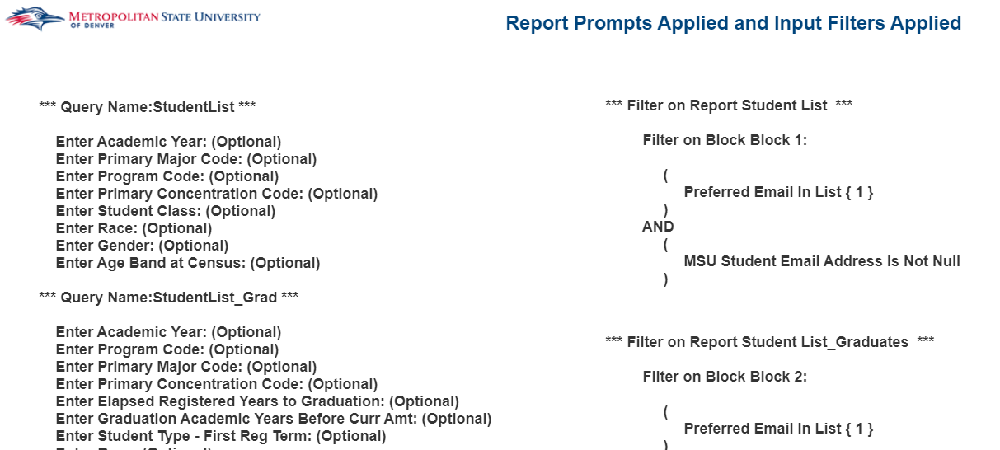 METROPOLITAN STATE UNIVERSITY
OF DENVER
Report Prompts Applied and Input Filters Applied
*** Query Name:StudentList ***
Enter Academic Year: (Optional)
Enter Primary Major Code: (Optional)
Enter Program Code: (Optional)
Enter Primary Concentration Code: (Optional)
Enter Student Class: (Optional)
Enter Race: (Optional)
Enter Gender: (Optional)
Enter Age Band at Census: (Optional)
*** Query Name:StudentList_Grad ***
Enter Academic Year: (Optional)
Enter Program Code: (Optional)
Enter Primary Major Code: (Optional)
Enter Primary Concentration Code: (Optional)
Enter Elapsed Registered Years to Graduation: (Optional)
Enter Graduation Academic Years Before Curr Amt: (Optional)
Enter Student Type - First Reg Term: (Optional)
*** Filter on Report Student List ***
Filter on Block Block 1:
(
Preferred Email In List { 1 }
)
AND
(
MSU Student Email Address Is Not Null
)
*** Filter on Report Student List_Graduates ***
Filter on Block Block 2:
(
Preferred Email In List { 1 }
)